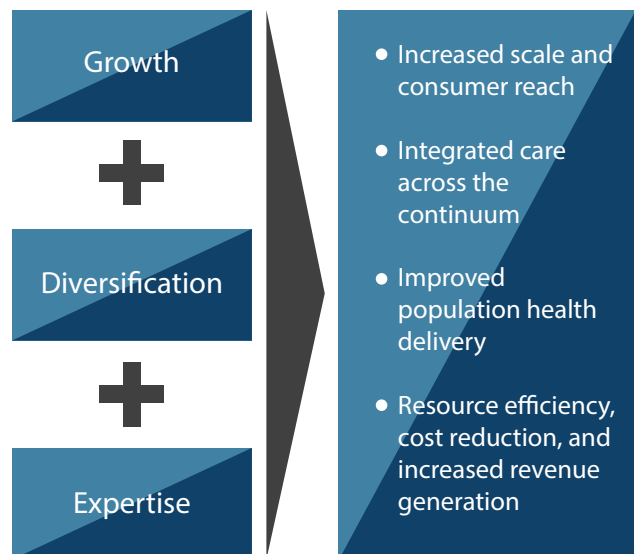 Growth
Diversification
Expertise
• Increased scale and
consumer reach
• Integrated care
across the
continuum
• Improved
population health
delivery
• Resource efficiency,
cost reduction, and
increased revenue
generation